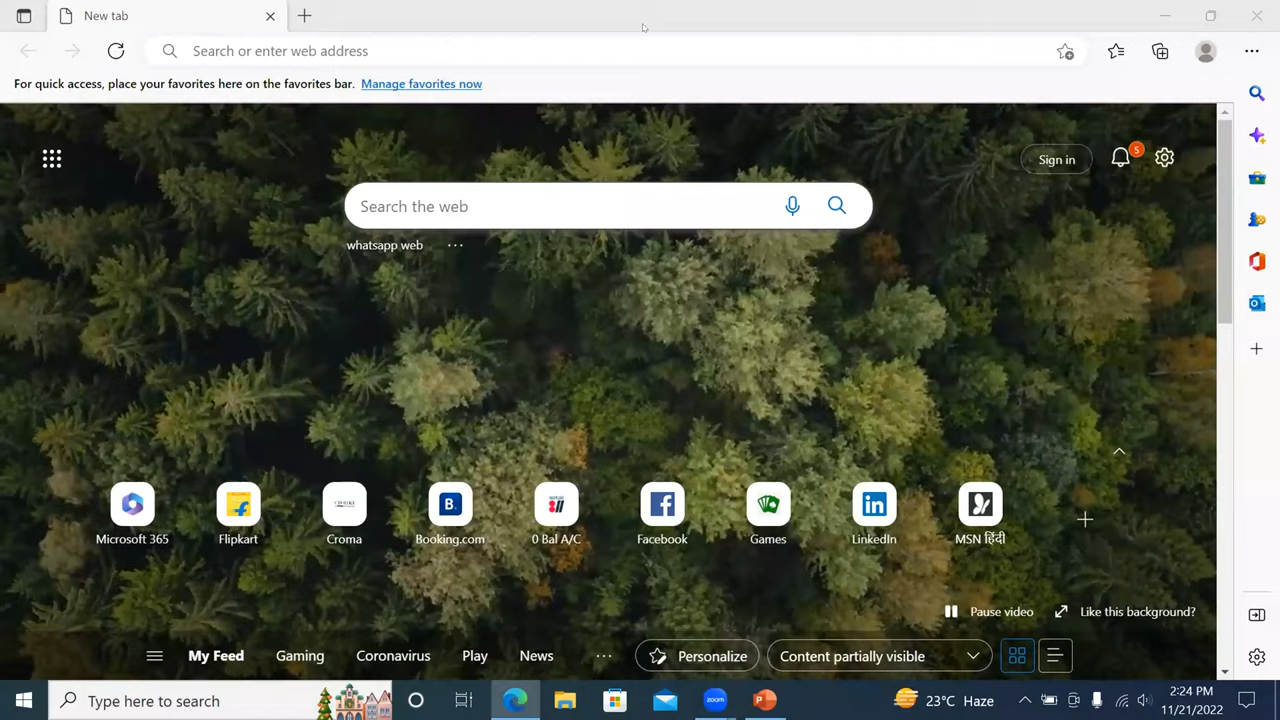 New tab
Search or enter web address
For quick access, place your favorites here on the favorites bar. Manage favorites now
Sign in
5
Search the web
whatsapp web
Microsoft 365
Flipkart
Croma
Booking.com
0 Bal A/C
Facebook
Games
LinkedIn
MSN हिंदी
Pause video
Like this background?
My Feed
Gaming
Coronavirus
Play
News
Personalize
Content partially visible
Type here to search
zoom
23°C Haze
2:24 PM
11/21/2022